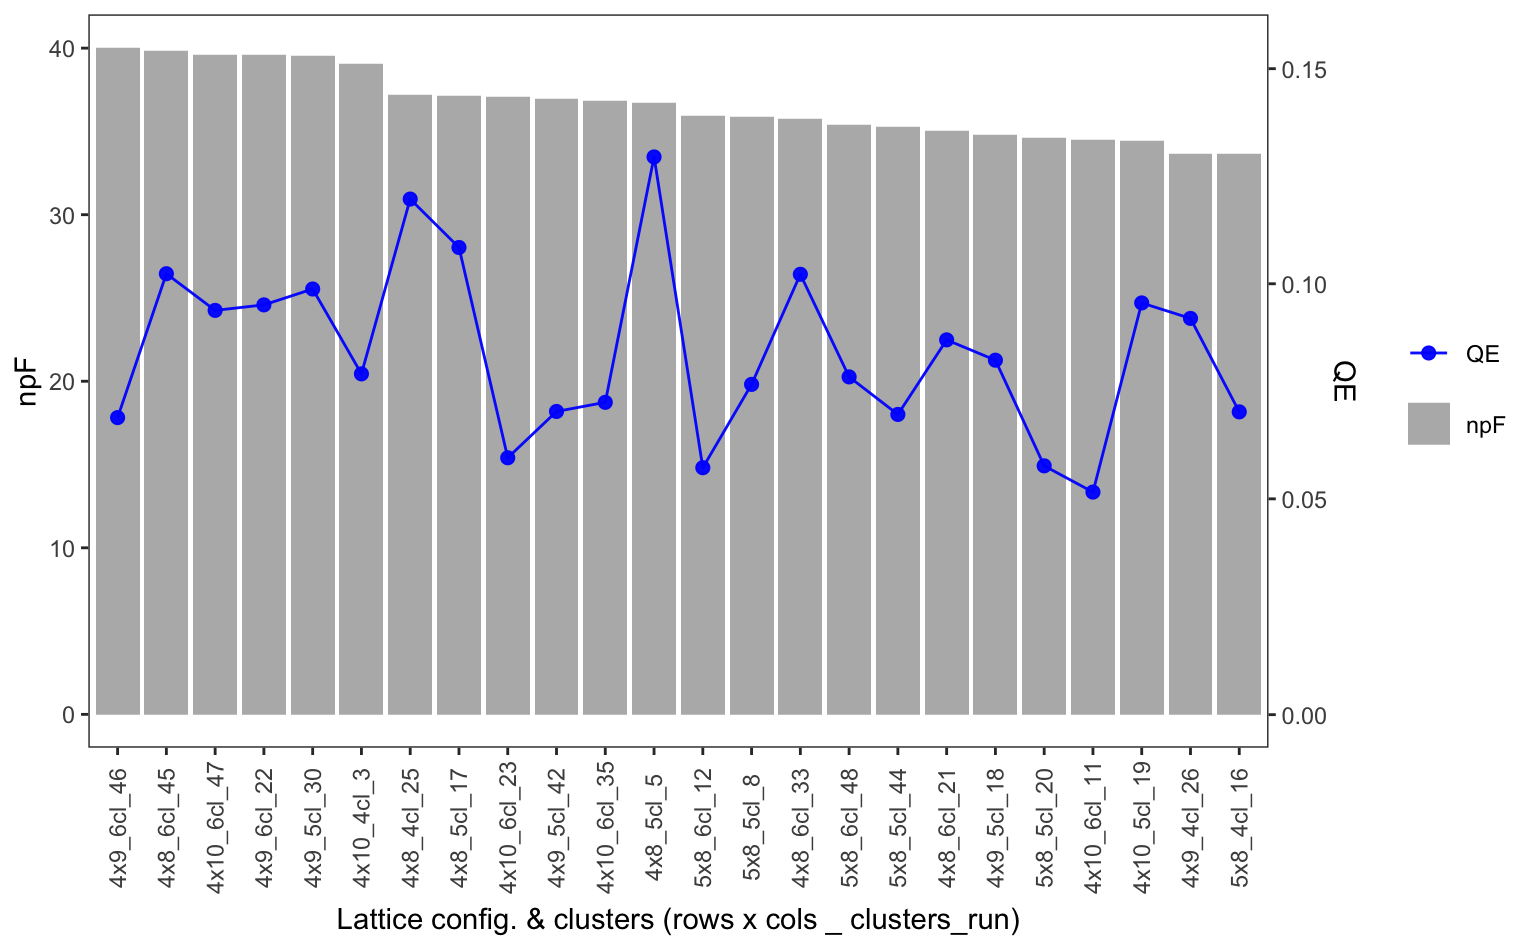 40
30
20
10
0
npF
0.15
0.10
0.05
0.00
QE
QE
npF
4x9_6cl_46
4x8_6cl_45
4x10_6cl_47
4x9_6cl_22
4x9_5cl_30
4x10_4cl_3
4x8_4cl_25
4x8_5cl_17
4x10_6cl_23
4x9_5cl_42
4x10_6cl_35
4x8_5cl_5
5x8_6cl_12
5x8_5cl_8
4x8_6cl_33
5x8_6cl_48
5x8_5cl_44
4x8_6cl_21
4x9_5cl_18
5x8_5cl_20
4x10_6cl_11
4x10_5cl_19
4x9_4cl_26
5x8_4cl_16
Lattice config. & clusters (rows x cols _ clusters_run)